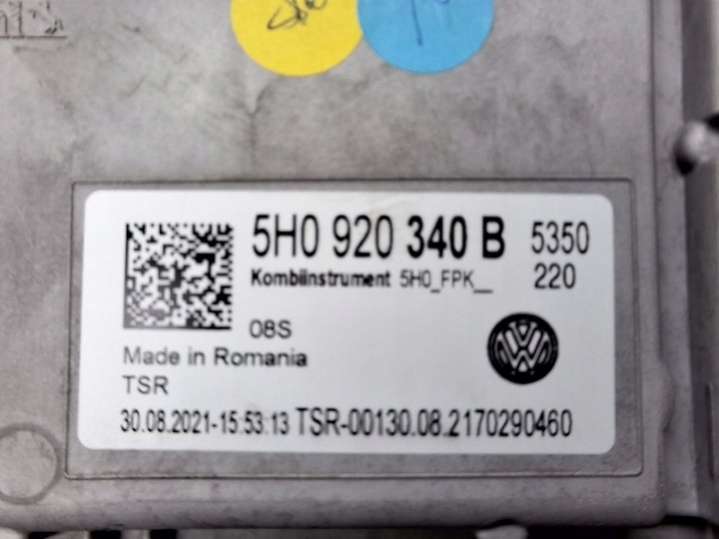 5H0 920 340 B 5350
Kombiinstrument 5H0_FPK__ 220
08S
Made in Romania
TSR
30.08.2021-15:53:13 TSR-00130.08.2170290460